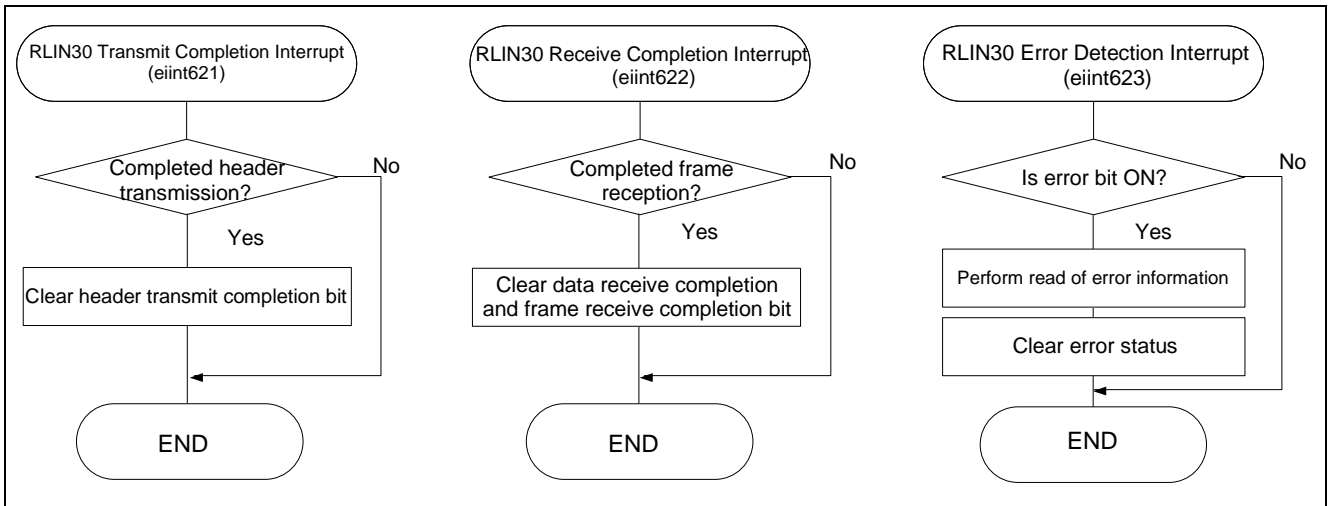 RLIN30 Transmit Completion Interrupt
(eiint621)
Completed header
transmission?
No
Yes
Clear header transmit completion bit
END
RLIN30 Receive Completion Interrupt
(eiint622)
Completed frame
reception?
No
Yes
Clear data receive completion
and frame receive completion bit
END
RLIN30 Error Detection Interrupt
(eiint623)
Is error bit ON?
No
Yes
Perform read of error information
Clear error status
END